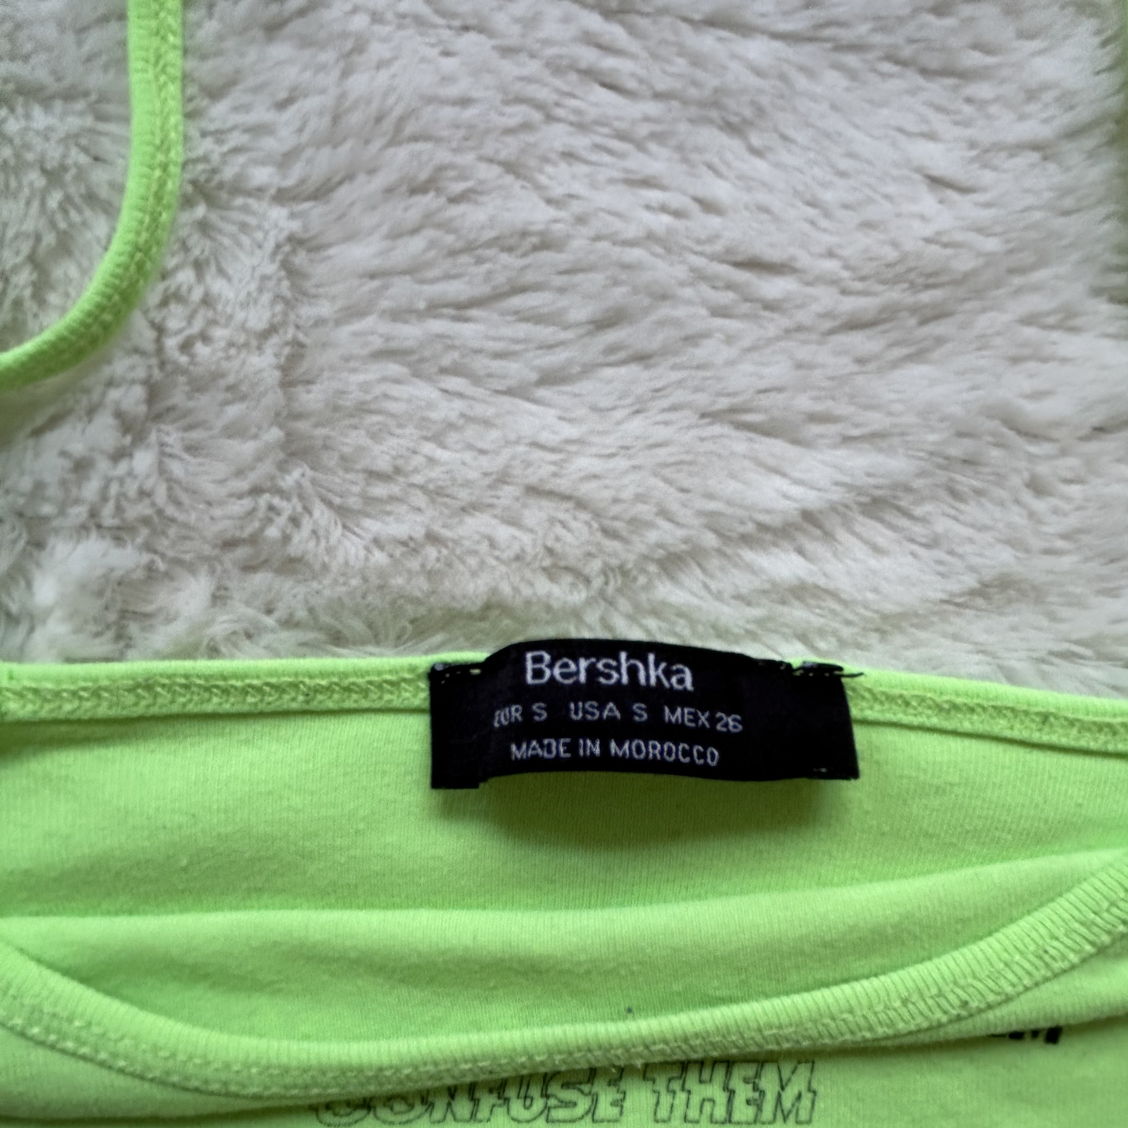 Bershka
EUR S USA S MEX 26
MADE IN MOROCCO
CONFUSE THEM